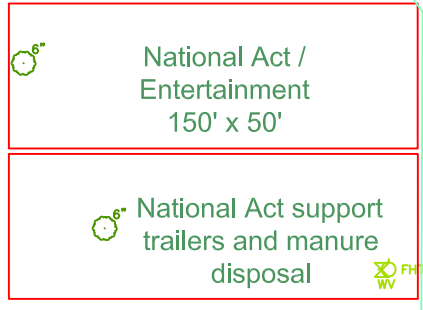 6"
National Act /
Entertainment
150' x 50'
6"
National Act support
trailers and manure
disposal
FH
WV